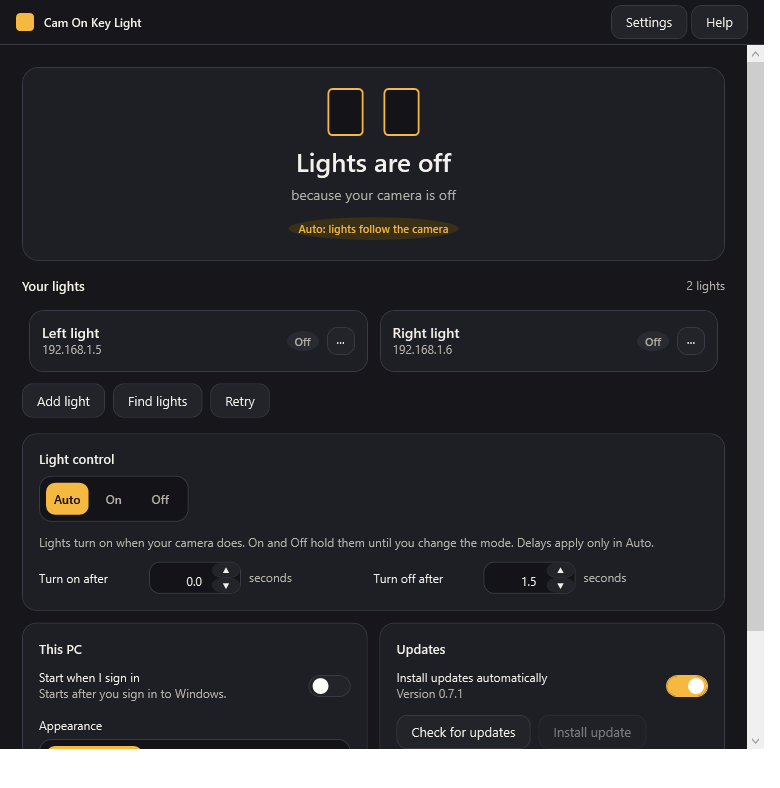 Cam On Key Light
Settings
Help
Lights are off
because your camera is off
Auto: lights follow the camera
Your lights
2 lights
Left light
192.168.1.5
Off
...
Right light
192.168.1.6
Off
...
Add light
Find lights
Retry
Light control
Auto
On
Off
Lights turn on when your camera does. On and Off hold them until you change the mode. Delays apply only in Auto.
Turn on after
0.0
seconds
Turn off after
1.5
seconds
This PC
Start when I sign in
Starts after you sign in to Windows.
Appearance
Updates
Install updates automatically
Version 0.7.1
Check for updates
Install update